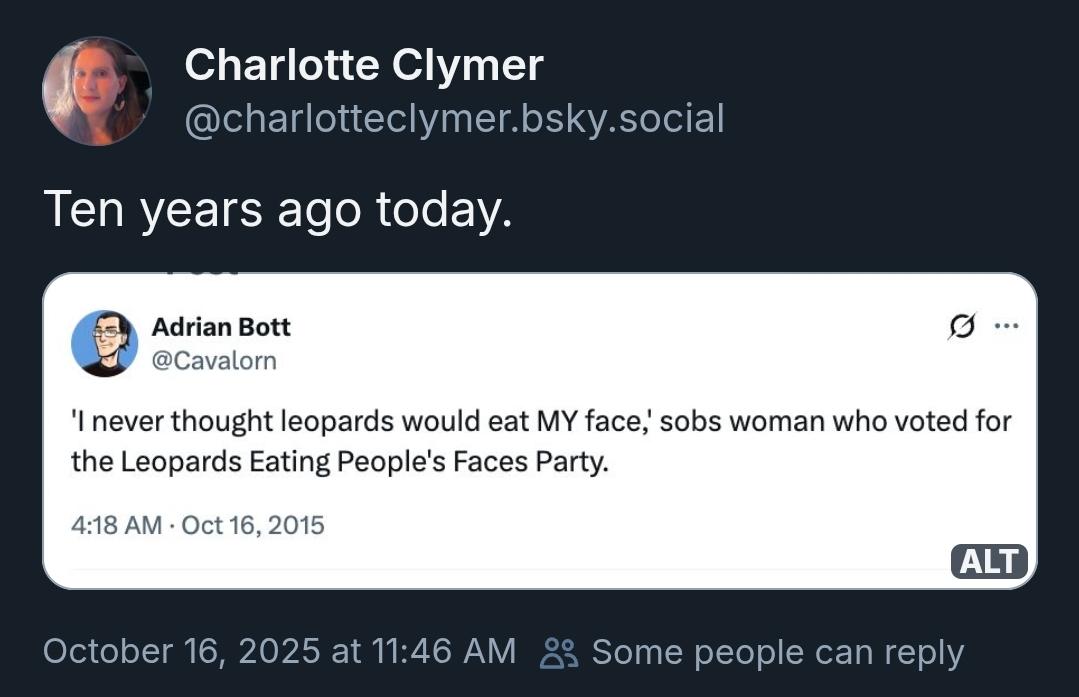 Charlotte Clymer
@charlotteclymer.bsky.social
Ten years ago today.
Adrian Bott
@Cavalorn
'I never thought leopards would eat MY face,' sobs woman who voted for
the Leopards Eating People's Faces Party.
4:18 AM · Oct 16, 2015
ALT
October 16, 2025 at 11:46 AM Some people can reply